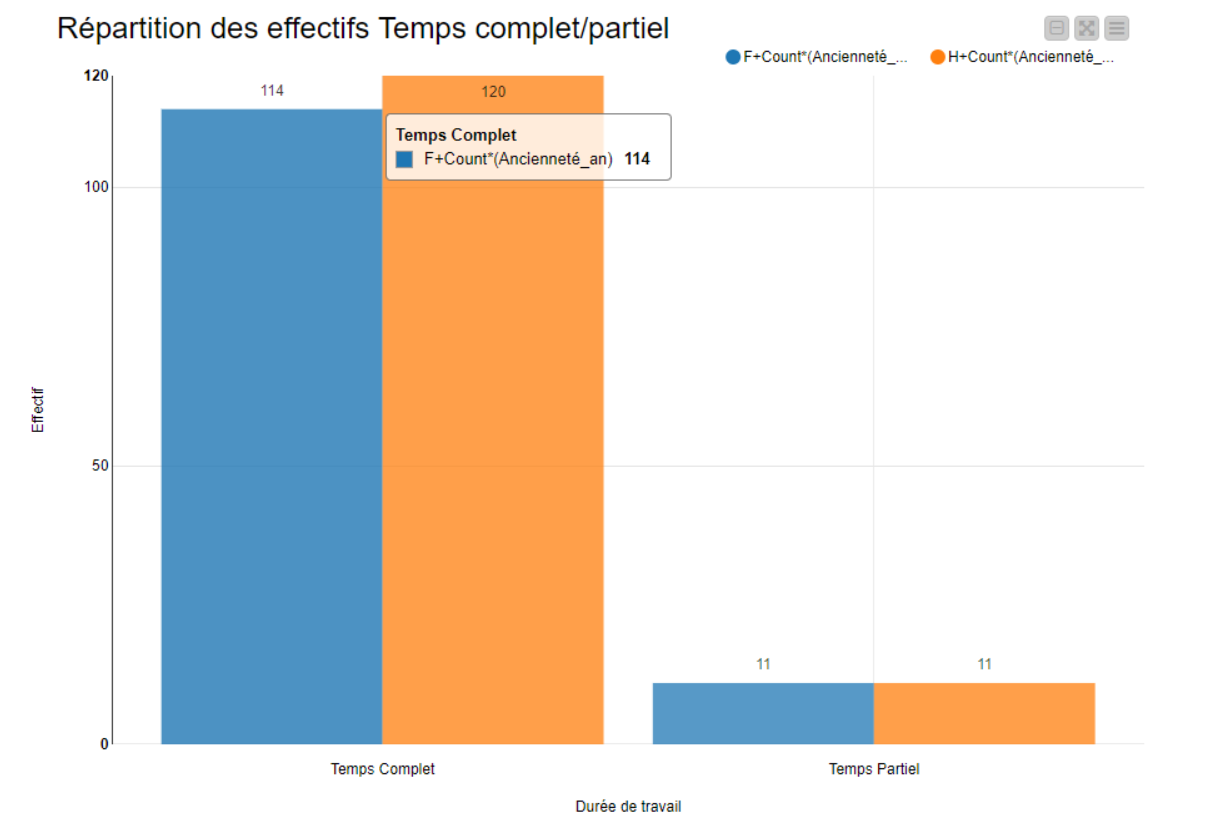 Répartition des effectifs Temps complet/partiel
F+Count*(Ancienneté_...
H+Count*(Ancienneté_...
120
114
120
Temps Complet
F+Count*(Ancienneté_an) 114
100
Effectif
50
11
11
0
Temps Complet
Temps Partiel
Durée de travail